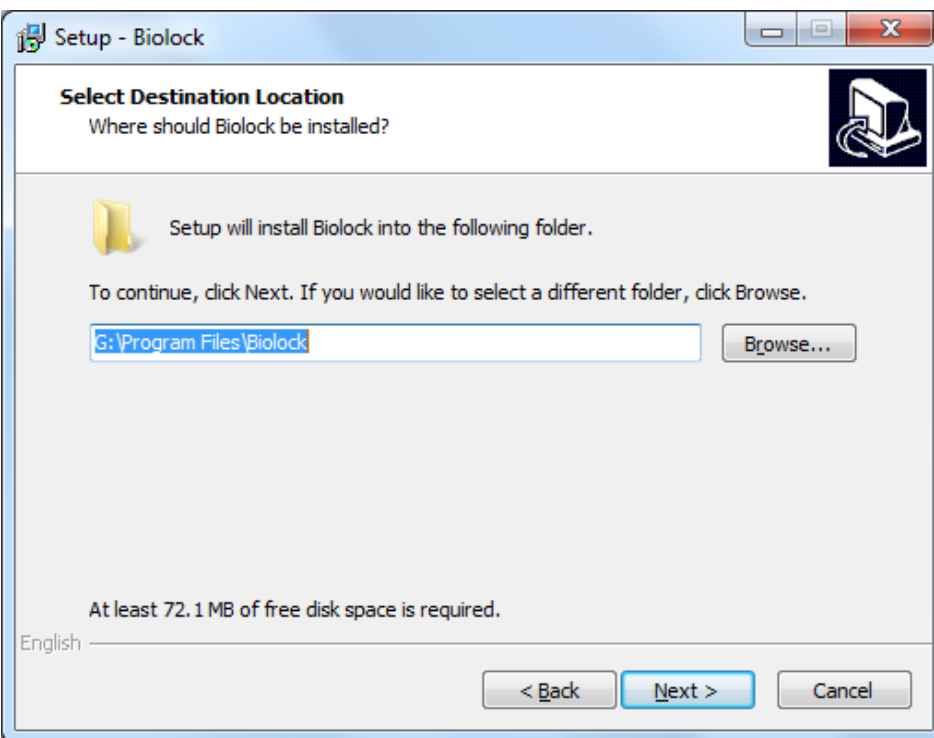 Setup - Biolock
Select Destination Location
Where should Biolock be installed?
Setup will install Biolock into the following folder.
To continue, click Next. If you would like to select a different folder, click Browse.
G:\Program Files\Biolock
Browse...
At least 72.1 MB of free disk space is required.
English
< Back
Next >
Cancel